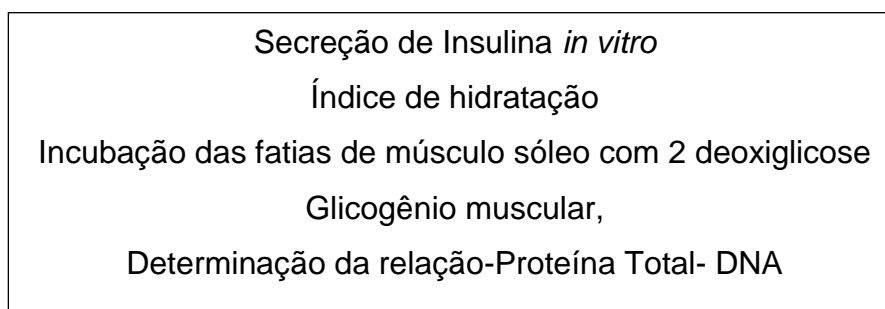 Secreção de Insulina in vitro
Índice de hidratação
Incubação das fatias de músculo sóleo com 2 deoxiglicose
Glicogênio muscular,
Determinação da relação-Proteína Total- DNA